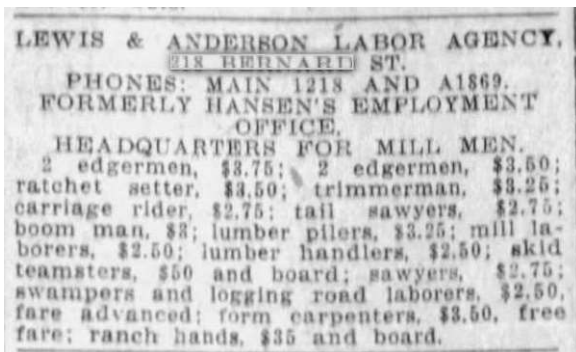 LEWIS & ANDERSON LABOR AGENCY,
218 BERNARD ST.
PHONES: MAIN 1218 AND A1869.
FORMERLY HANSEN'S EMPLOYMENT
OFFICE.
HEADQUARTERS FOR MILL MEN.
2 edgermen, $3.75; 2 edgermen, $3.50;
ratchet setter, $3.50; trimmerman, $3.25;
carriage rider, $2.75; tail sawyers, $2.75;
boom man, $3; lumber pilers, $3.25; mill la-
borers, $2.50; lumber handlers, $2.50; skid
teamsters, $50 and board; sawyers, $2.75;
swampers and logging road laborers, $2.50,
fare advanced; form carpenters, $3.50, free
fare; ranch hands, $35 and board.